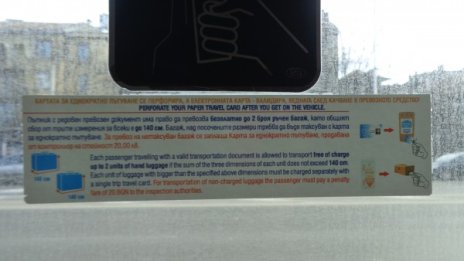 КАРТАТА ЗА ЕДНОКРАТНО ПЪТУВАНЕ СЕ ПЕРФОРИРА, А ЕЛЕКТРОННАТА КАРТА - ВАЛИДИРА, ВЕДНАГА СЛЕД КАЧВАНЕ В ПРЕВОЗНОТО СРЕДСТВО!
PERFORATE YOUR PAPER TRAVEL CARD AFTER YOU GET ON THE VEHICLE.
Пътник с редовен превозен документ има право да превозва безплатно до 2 броя ръчен багаж, като общият
сбор от трите измерения за всеки е до 140 см. Багаж, над посочените размери трябва да бъде таксуван с карта
за еднократно пътуване. За превоз на нетаксуван багаж се заплаща Карта за еднократно пътуване, продавана
от контрольор на стойност 20,00 лв.
Each passenger travelling with a valid transportation document is allowed to transport free of charge
up to 2 units of hand luggage if the sum of the three dimensions of each unit does not exceed 140 cm.
Each unit of luggage with bigger than the specified above dimensions must be charged separately with
a single trip travel card. For transportation of non-charged luggage the passenger must pay a penalty
fare of 20 BGN to the inspection authorities.
140 см
140 см